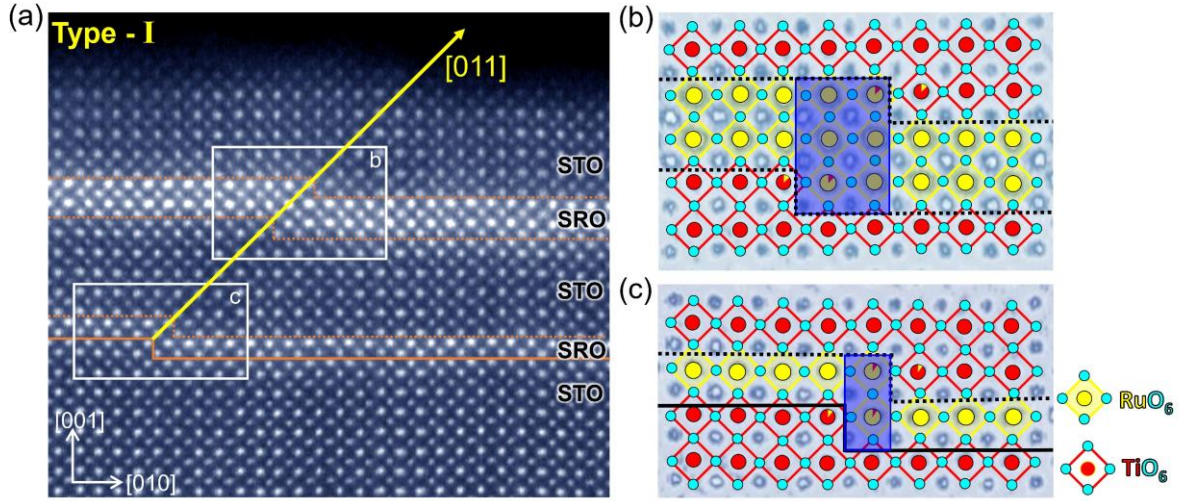 (a)
Type - I
[011]
b
STO
SRO
STO
c
SRO
STO
[001]
[010]
(b)
(c)
RuO₆
TiO₆